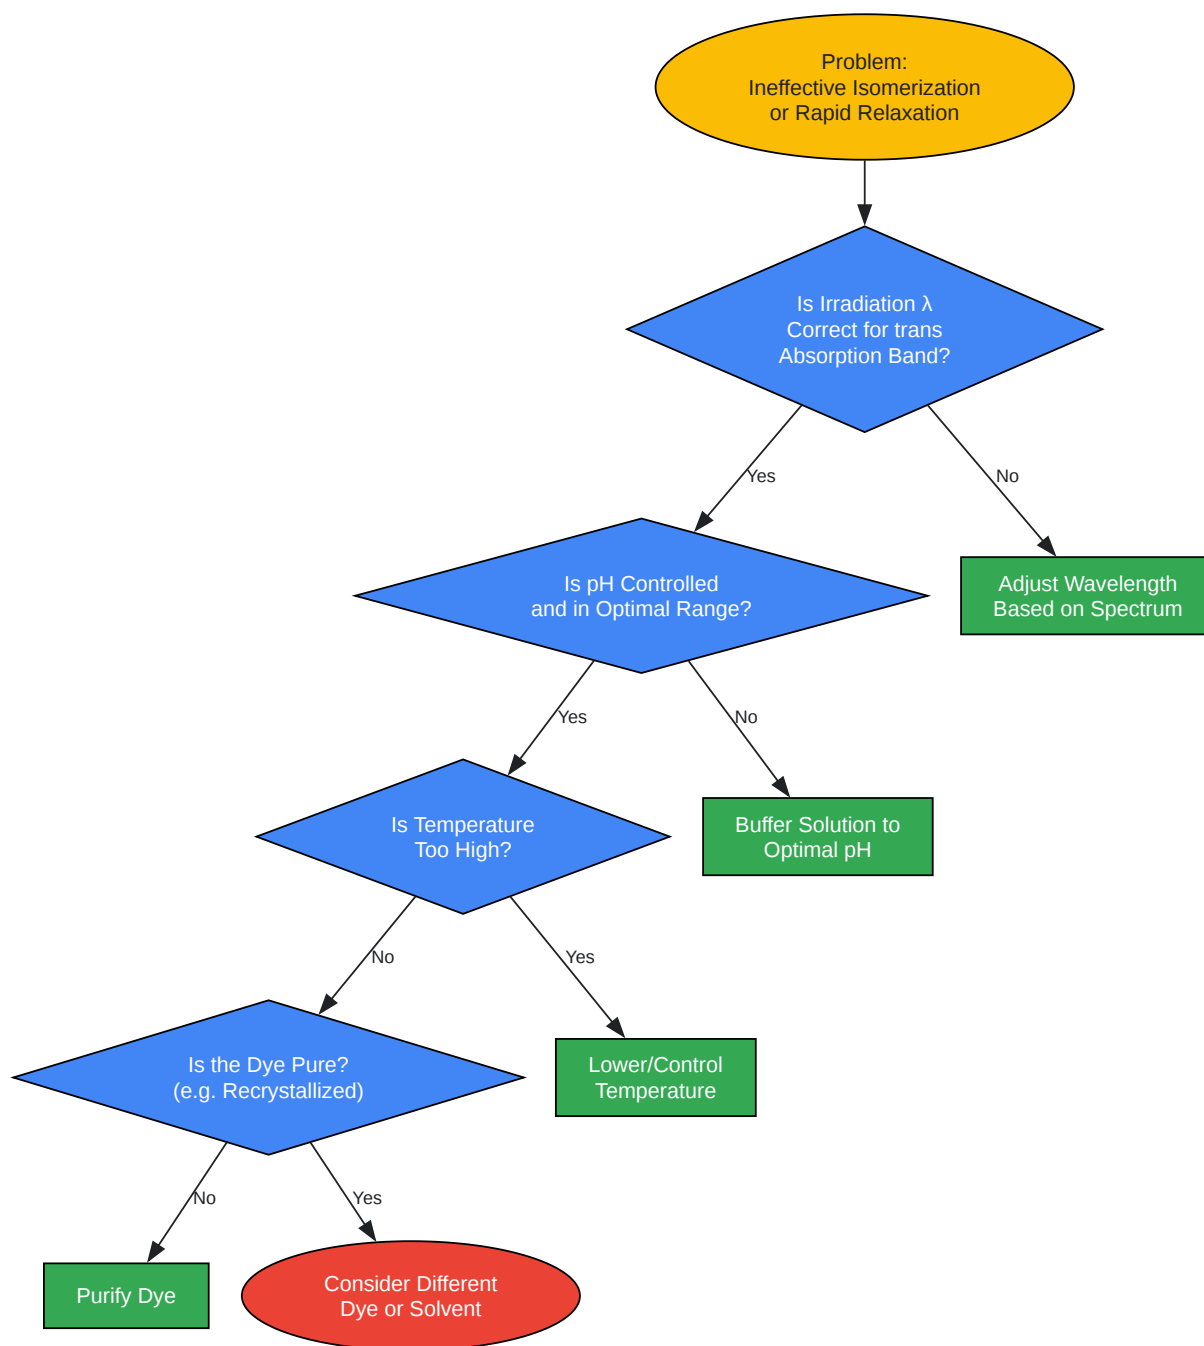 Problem:
Ineffective Isomerization
or Rapid Relaxation
Is Irradiation λ
Correct for trans
Absorption Band?
Yes
No
Is pH Controlled
and in Optimal Range?
Adjust Wavelength
Based on Spectrum
Yes
No
Is Temperature
Too High?
Buffer Solution to
Optimal pH
No
Yes
Is the Dye Pure?
(e.g. Recrystallized)
Lower/Control
Temperature
No
Yes
Purify Dye
Consider Different
Dye or Solvent